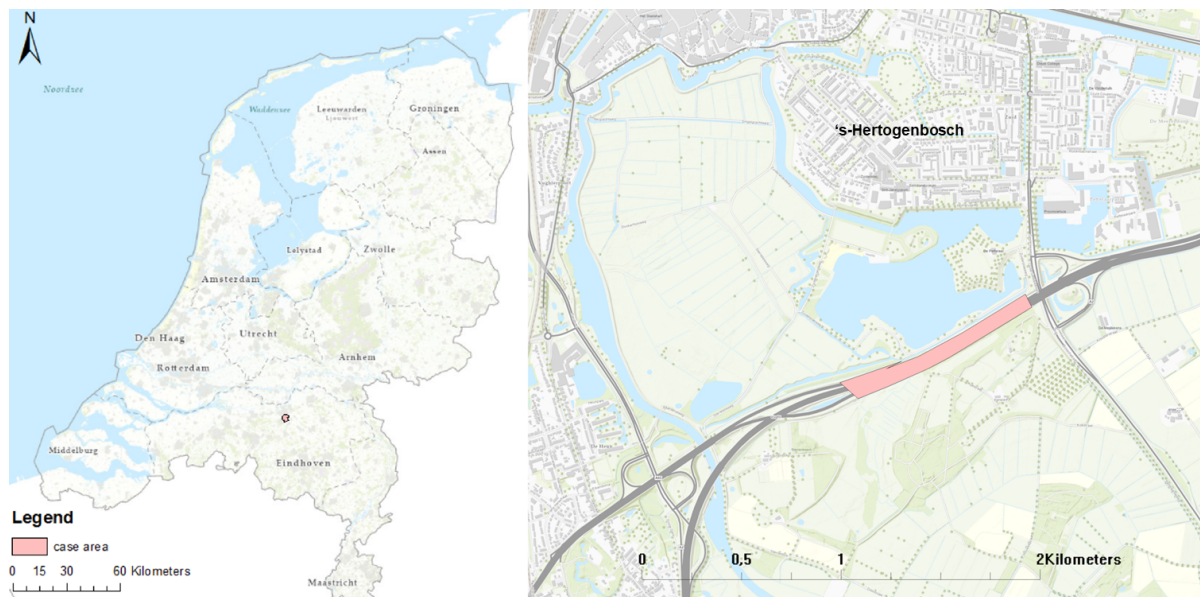 N
Noordzee
Waddensee
Leeuwarden
Ljouwert
Groningen
Assen
Lelystad
Zwolle
Amsterdam
Den Haag
Utrecht
Arnhem
Rotterdam
Middelburg
Eindhoven
Maastricht
Legend
case area
0 15 30 60 Kilometers
‘s-Hertogenbosch
0 0,5 1 2Kilometers